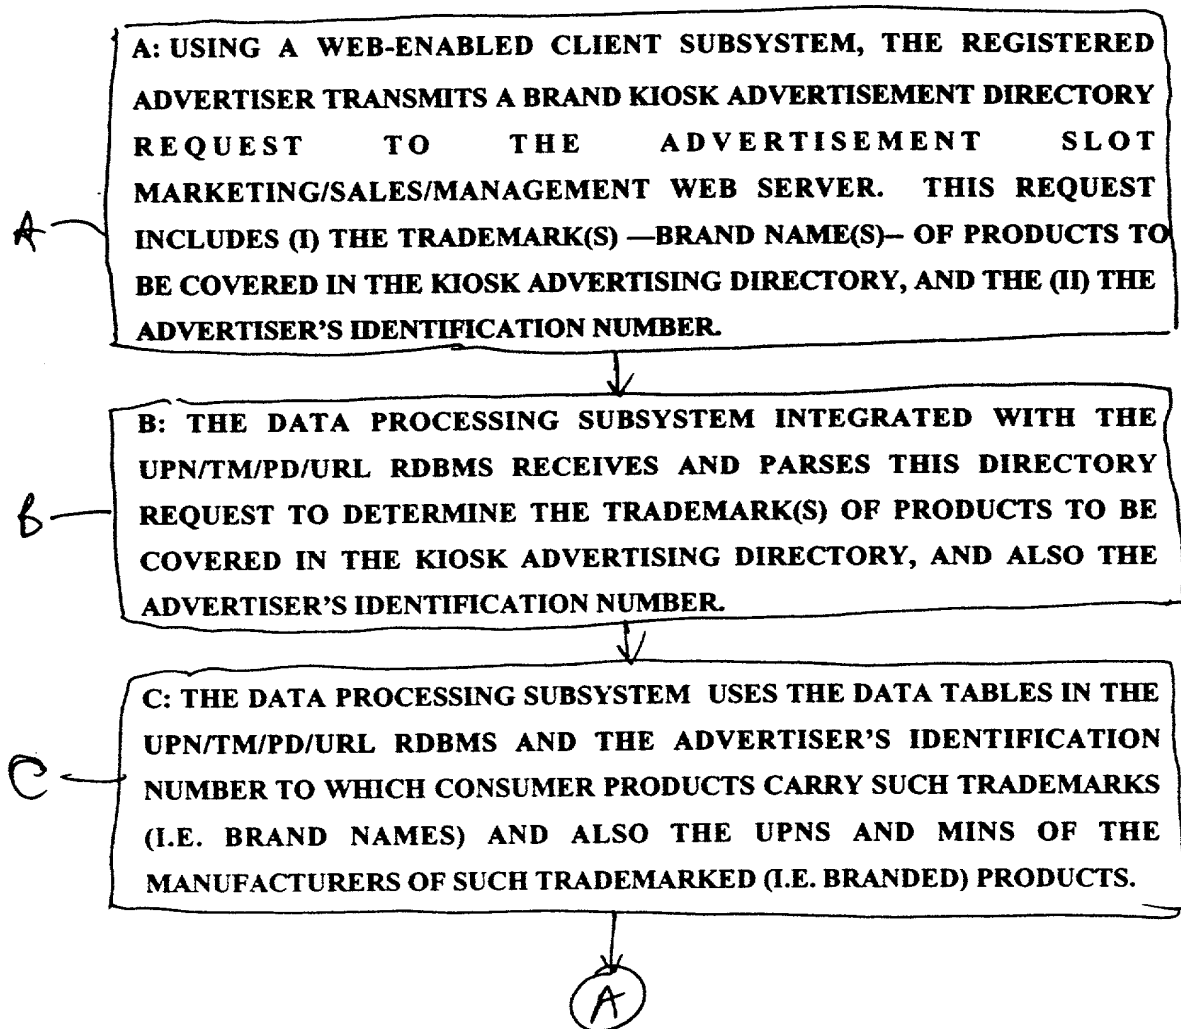 A: USING A WEB-ENABLED CLIENT SUBSYSTEM, THE REGISTERED
ADVERTISER TRANSMITS A BRAND KIOSK ADVERTISEMENT DIRECTORY
REQUEST TO THE ADVERTISEMENT SLOT
MARKETING/SALES/MANAGEMENT WEB SERVER. THIS REQUEST
A
INCLUDES (I) THE TRADEMARK(S) —BRAND NAME(S)– OF PRODUCTS TO
BE COVERED IN THE KIOSK ADVERTISING DIRECTORY, AND THE (II) THE
ADVERTISER'S IDENTIFICATION NUMBER.
B: THE DATA PROCESSING SUBSYSTEM INTEGRATED WITH THE
UPN/TM/PD/URL RDBMS RECEIVES AND PARSES THIS DIRECTORY
B
REQUEST TO DETERMINE THE TRADEMARK(S) OF PRODUCTS TO BE
COVERED IN THE KIOSK ADVERTISING DIRECTORY, AND ALSO THE
ADVERTISER'S IDENTIFICATION NUMBER.
C: THE DATA PROCESSING SUBSYSTEM USES THE DATA TABLES IN THE
UPN/TM/PD/URL RDBMS AND THE ADVERTISER'S IDENTIFICATION
C
NUMBER TO WHICH CONSUMER PRODUCTS CARRY SUCH TRADEMARKS
(I.E. BRAND NAMES) AND ALSO THE UPNS AND MINS OF THE
MANUFACTURERS OF SUCH TRADEMARKED (I.E. BRANDED) PRODUCTS.
A